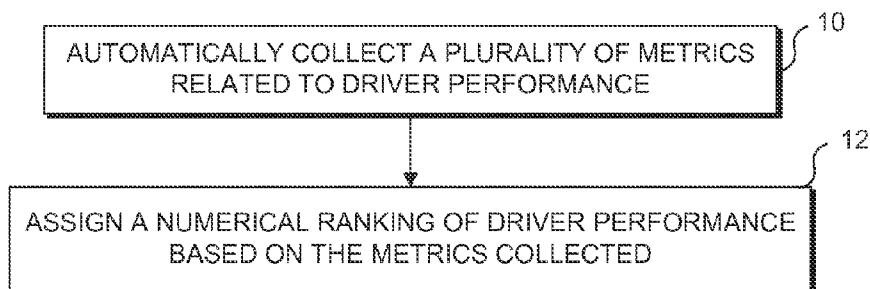 10
AUTOMATICALLY COLLECT A PLURALITY OF METRICS
RELATED TO DRIVER PERFORMANCE
12
ASSIGN A NUMERICAL RANKING OF DRIVER PERFORMANCE
BASED ON THE METRICS COLLECTED